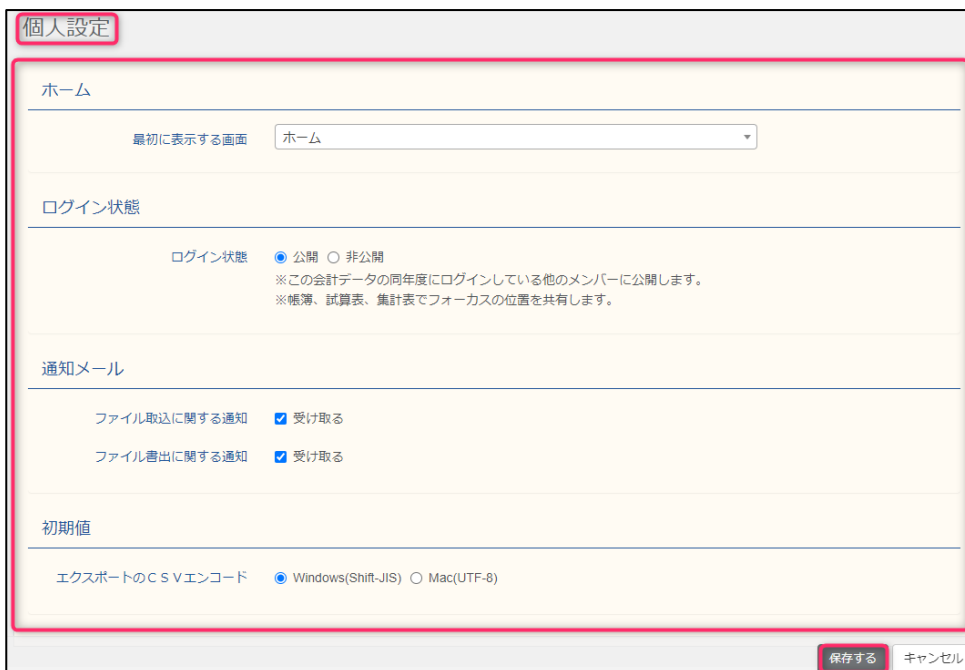 個人設定
ホーム
最初に表示する画面 ホーム
ログイン状態
ログイン状態 公開 非公開
※この会計データの同年度にログインしている他のメンバーに公開します。
※帳簿、試算表、集計表でフォーカスの位置を共有します。
通知メール
ファイル取込に関する通知 受け取る
ファイル書出に関する通知 受け取る
初期値
エクスポートのＣＳＶエンコード Windows(Shift-JIS) Mac(UTF-8)
保存する キャンセル